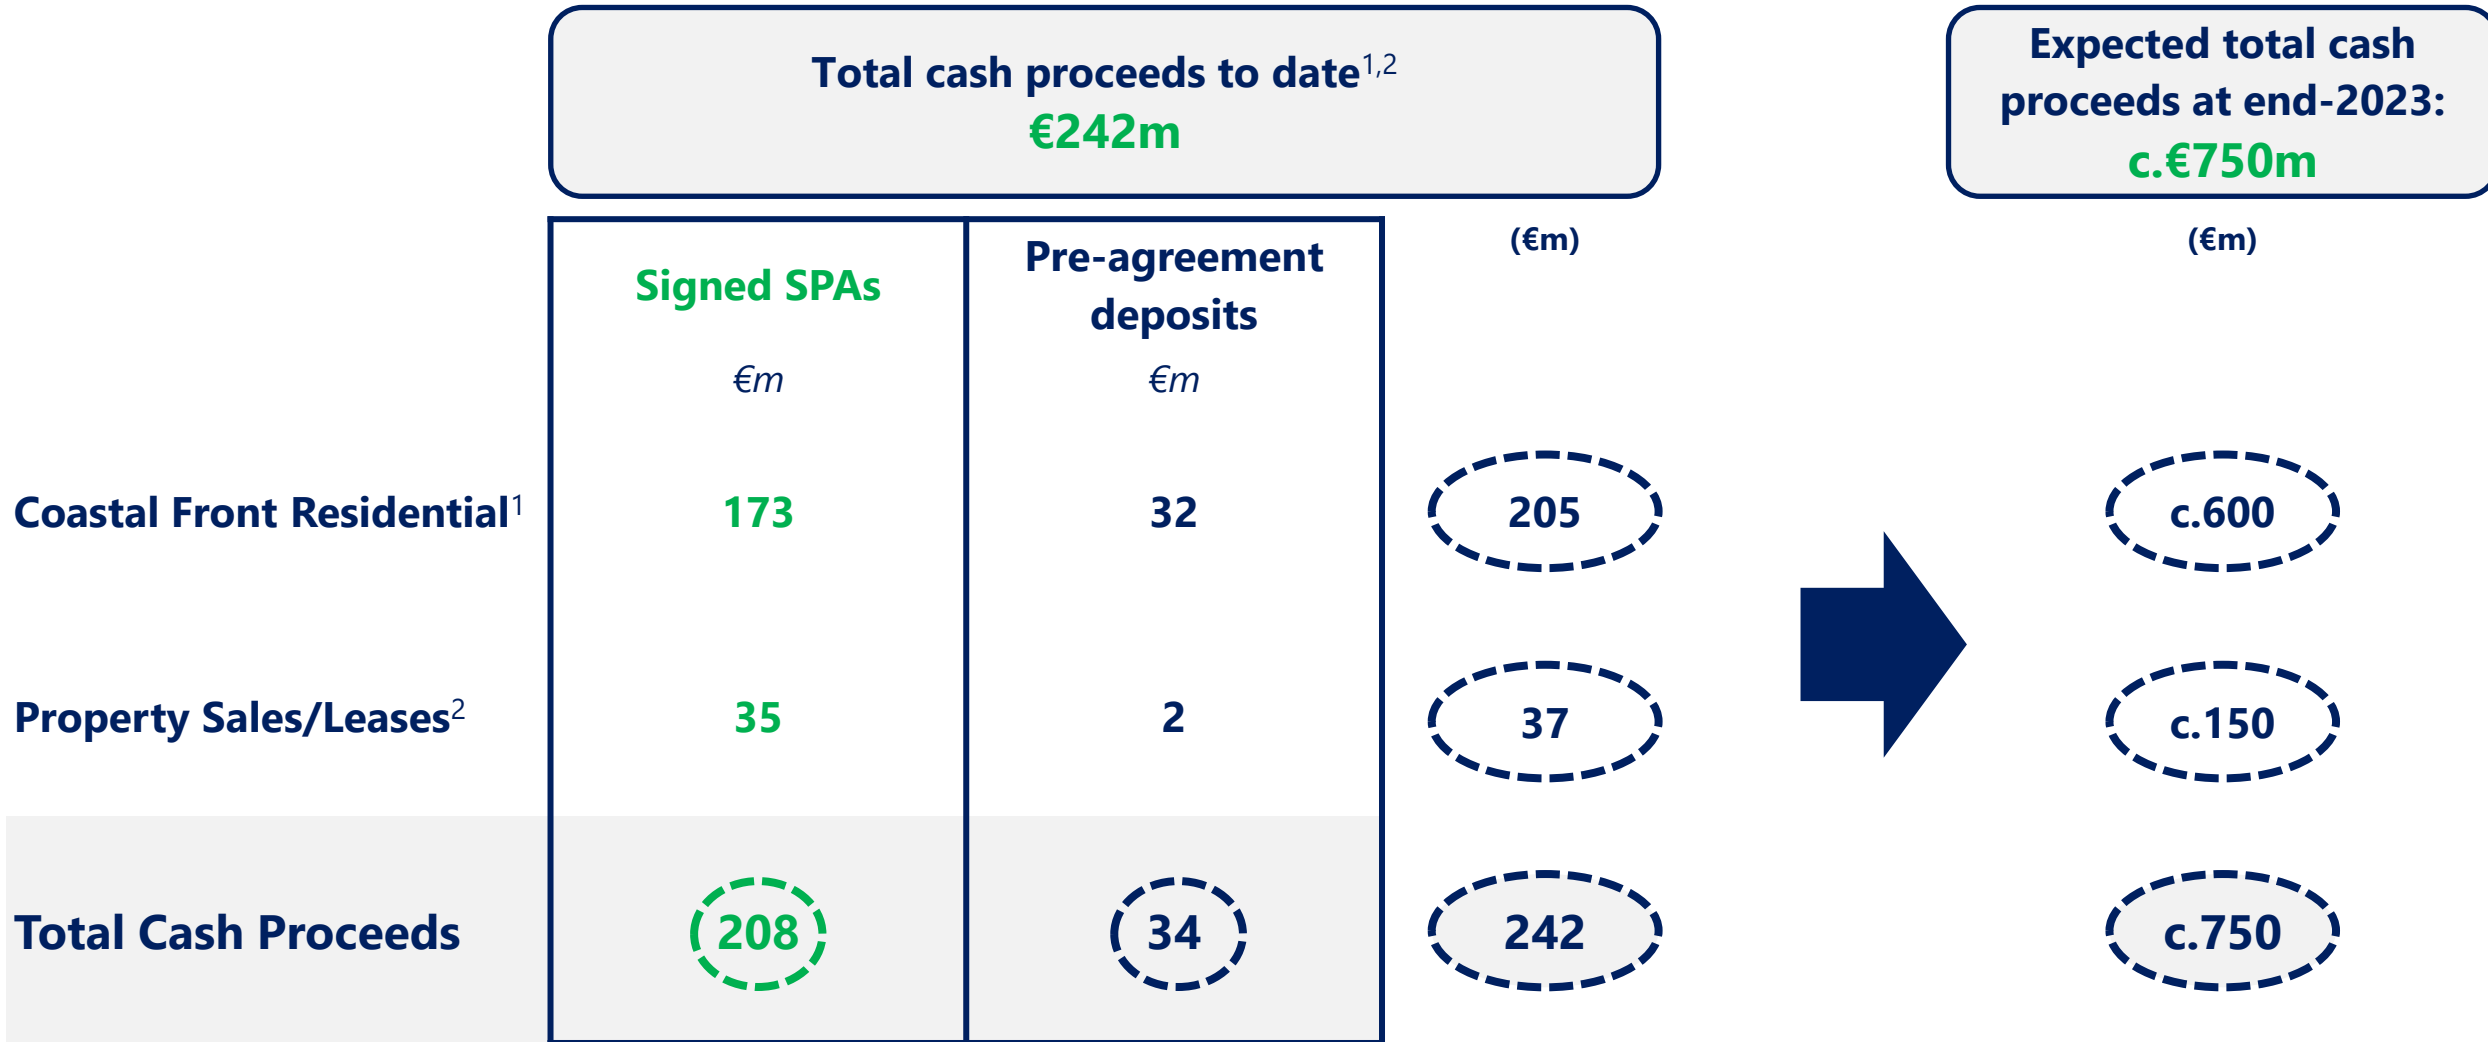 Total cash proceeds to date1,2
€242m
Expected total cash
proceeds at end-2023:
c.€750m
Signed SPAs
€m
Pre-agreement
deposits
€m
(€m)
(€m)
Coastal Front Residential1
173
32
205
c.600
Property Sales/Leases2
35
2
37
c.150
Total Cash Proceeds
208
34
242
c.750